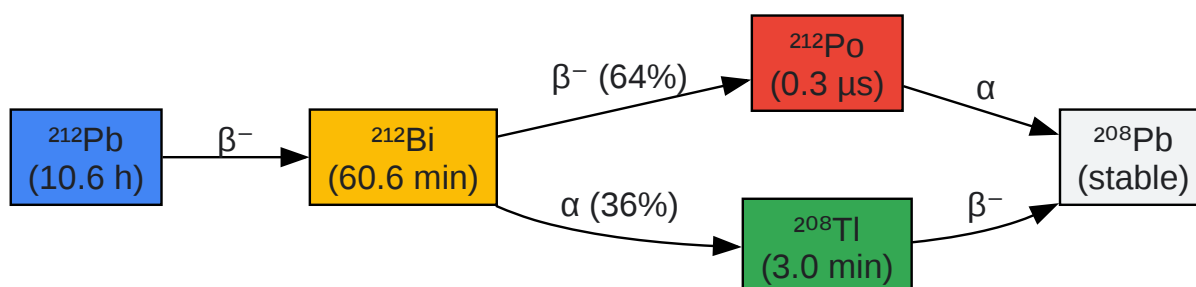 ²¹²Pb
(10.6 h)
β⁻
²¹²Bi
(60.6 min)
β⁻ (64%)
²¹²Po
(0.3 µs)
α
α (36%)
²⁰⁸Tl
(3.0 min)
β⁻
²⁰⁸Pb
(stable)